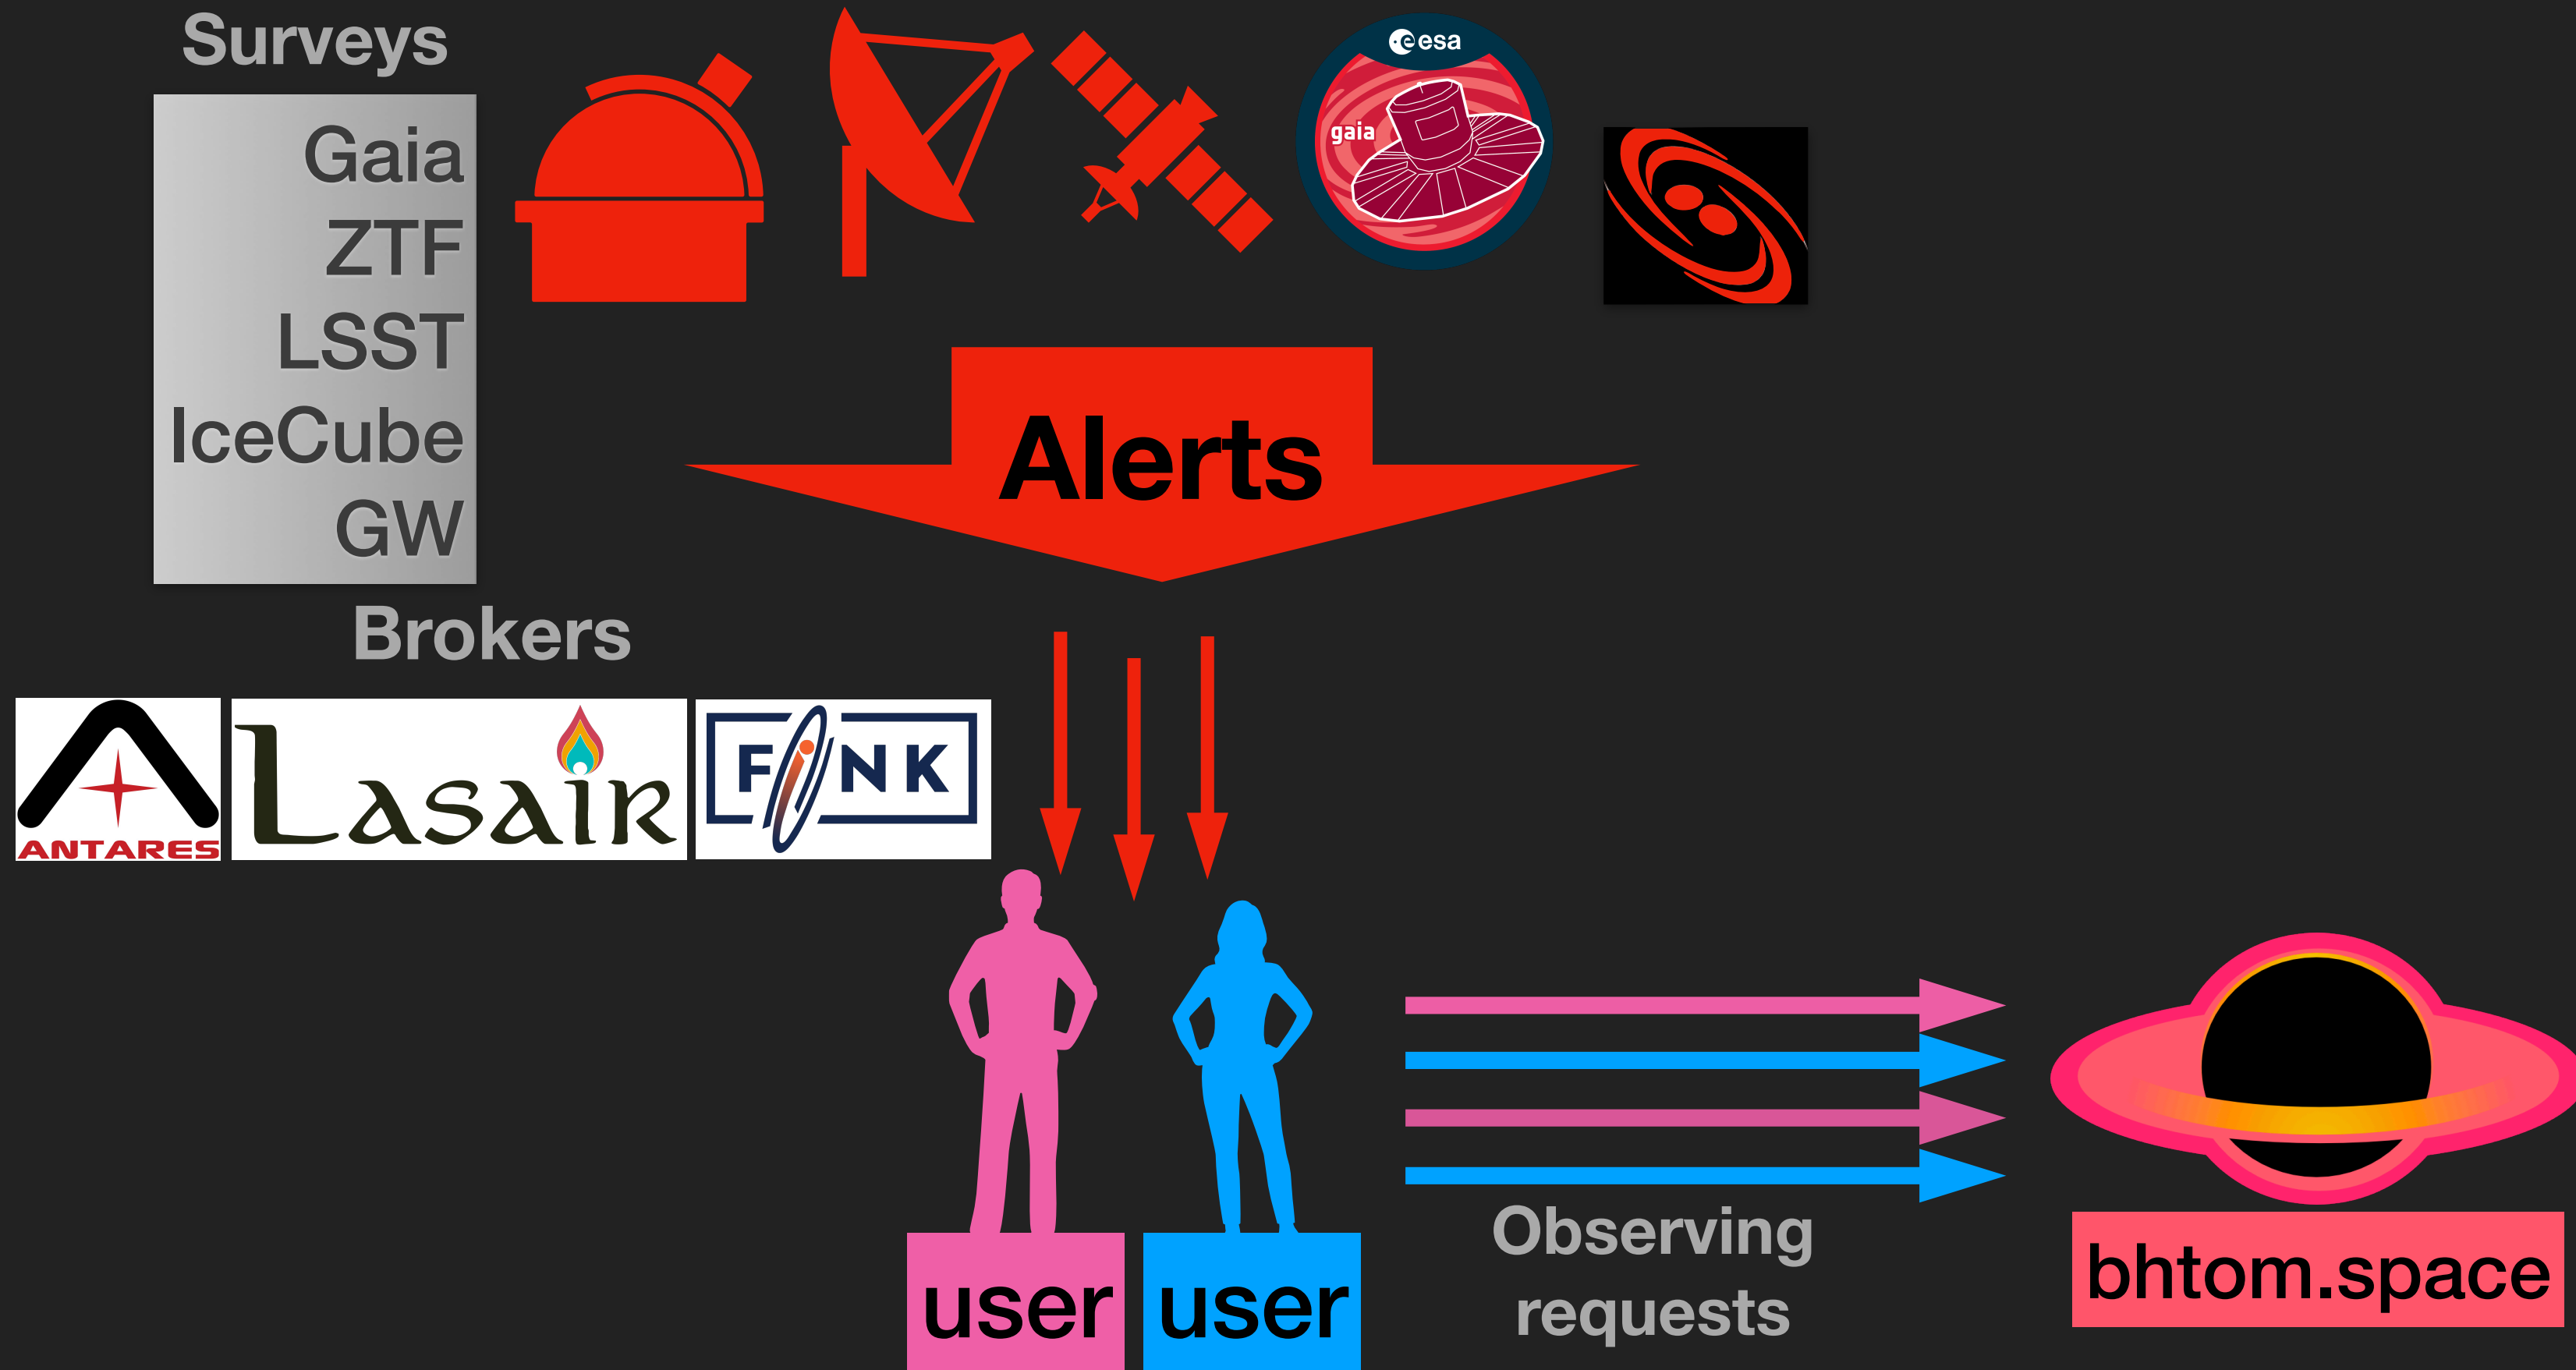 Surveys
Gaia
ZTF
LSST
IceCube
GW
esa
gaia
Alerts
Brokers
ANTARES
LASAIR
FINK
user
user
Observing
requests
bhtom.space